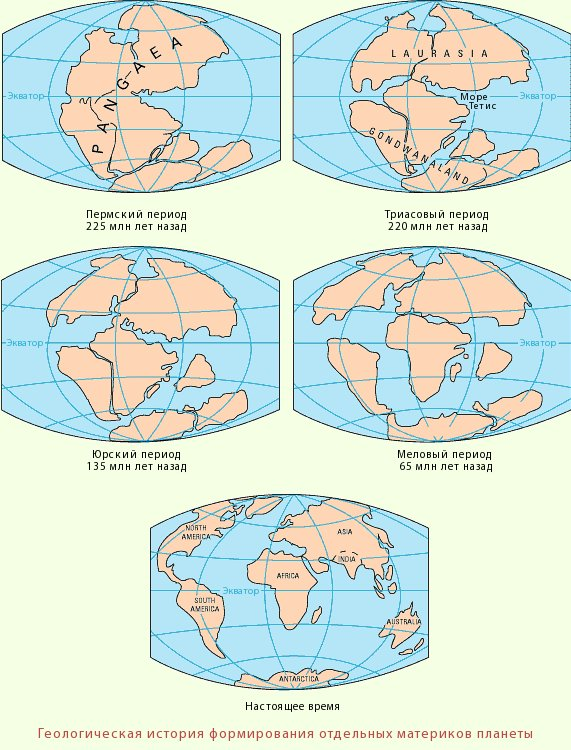 PANGAEA
Экватор
Пермский период
225 млн лет назад
LAURASIA
Море
Тетис
Экватор
GONDWANALAND
Триасовый период
220 млн лет назад
Экватор
Юрский период
135 млн лет назад
Экватор
Меловый период
65 млн лет назад
NORTH
AMERICA
ASIA
INDIA
AFRICA
Экватор
SOUTH
AMERICA
AUSTRALIA
ANTARCTICA
Настоящее время
Геологическая история формирования отдельных материков планеты